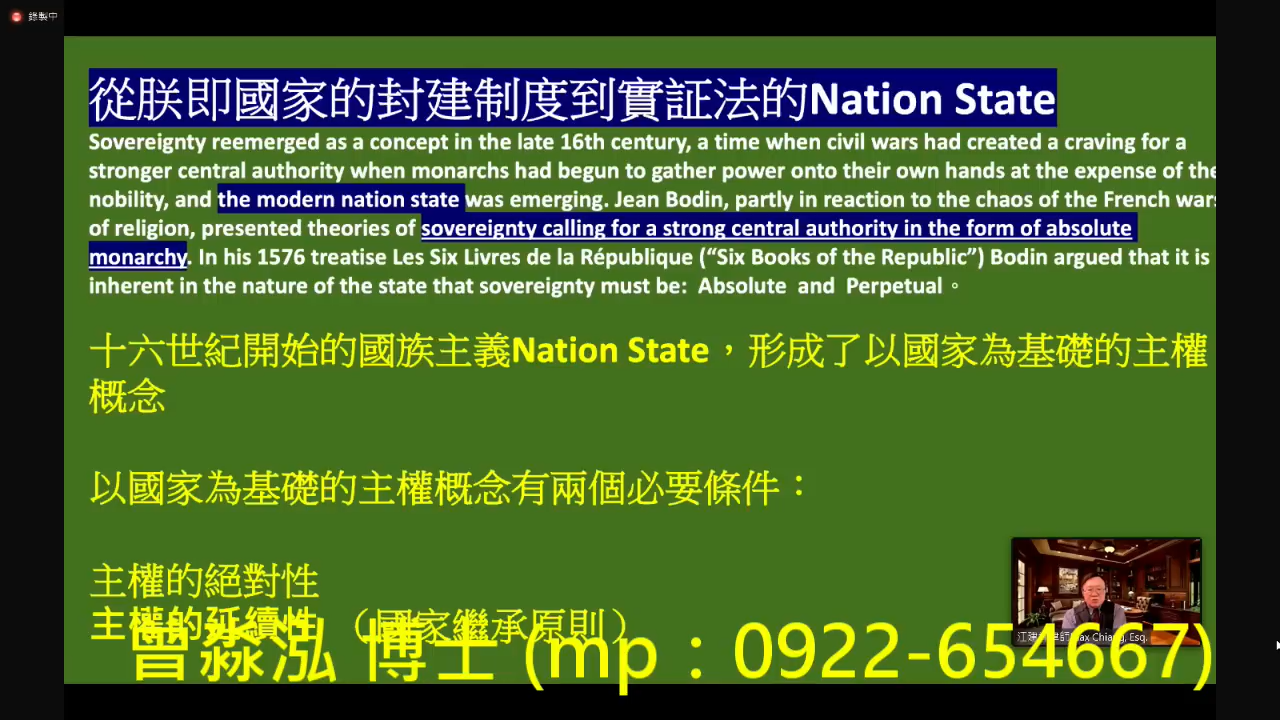 錄製中
從朕即國家的封建制度到實証法的Nation State
Sovereignty reemerged as a concept in the late 16th century, a time when civil wars had created a craving for a
stronger central authority when monarchs had begun to gather power onto their own hands at the expense of the
nobility, and the modern nation state was emerging. Jean Bodin, partly in reaction to the chaos of the French wars
of religion, presented theories of sovereignty calling for a strong central authority in the form of absolute
monarchy. In his 1576 treatise Les Six Livres de la République (“Six Books of the Republic”) Bodin argued that it is
inherent in the nature of the state that sovereignty must be: Absolute and Perpetual。
十六世紀開始的國族主義Nation State，形成了以國家為基礎的主權
概念
以國家為基礎的主權概念有兩個必要條件：
主權的絕對性
主權的延續性 （國家繼承原則）
曾淼泓 博士 (mp：0922-654667)
Chiang, Esq.